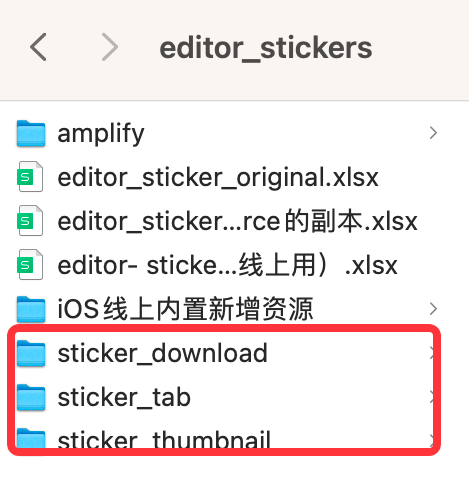 editor_stickers
amplify
editor_sticker_original.xlsx
editor_sticker...rce的副本.xlsx
editor- sticke...线上用）.xlsx
iOS线上内置新增资源
sticker_download
sticker_tab
sticker_thumbnail